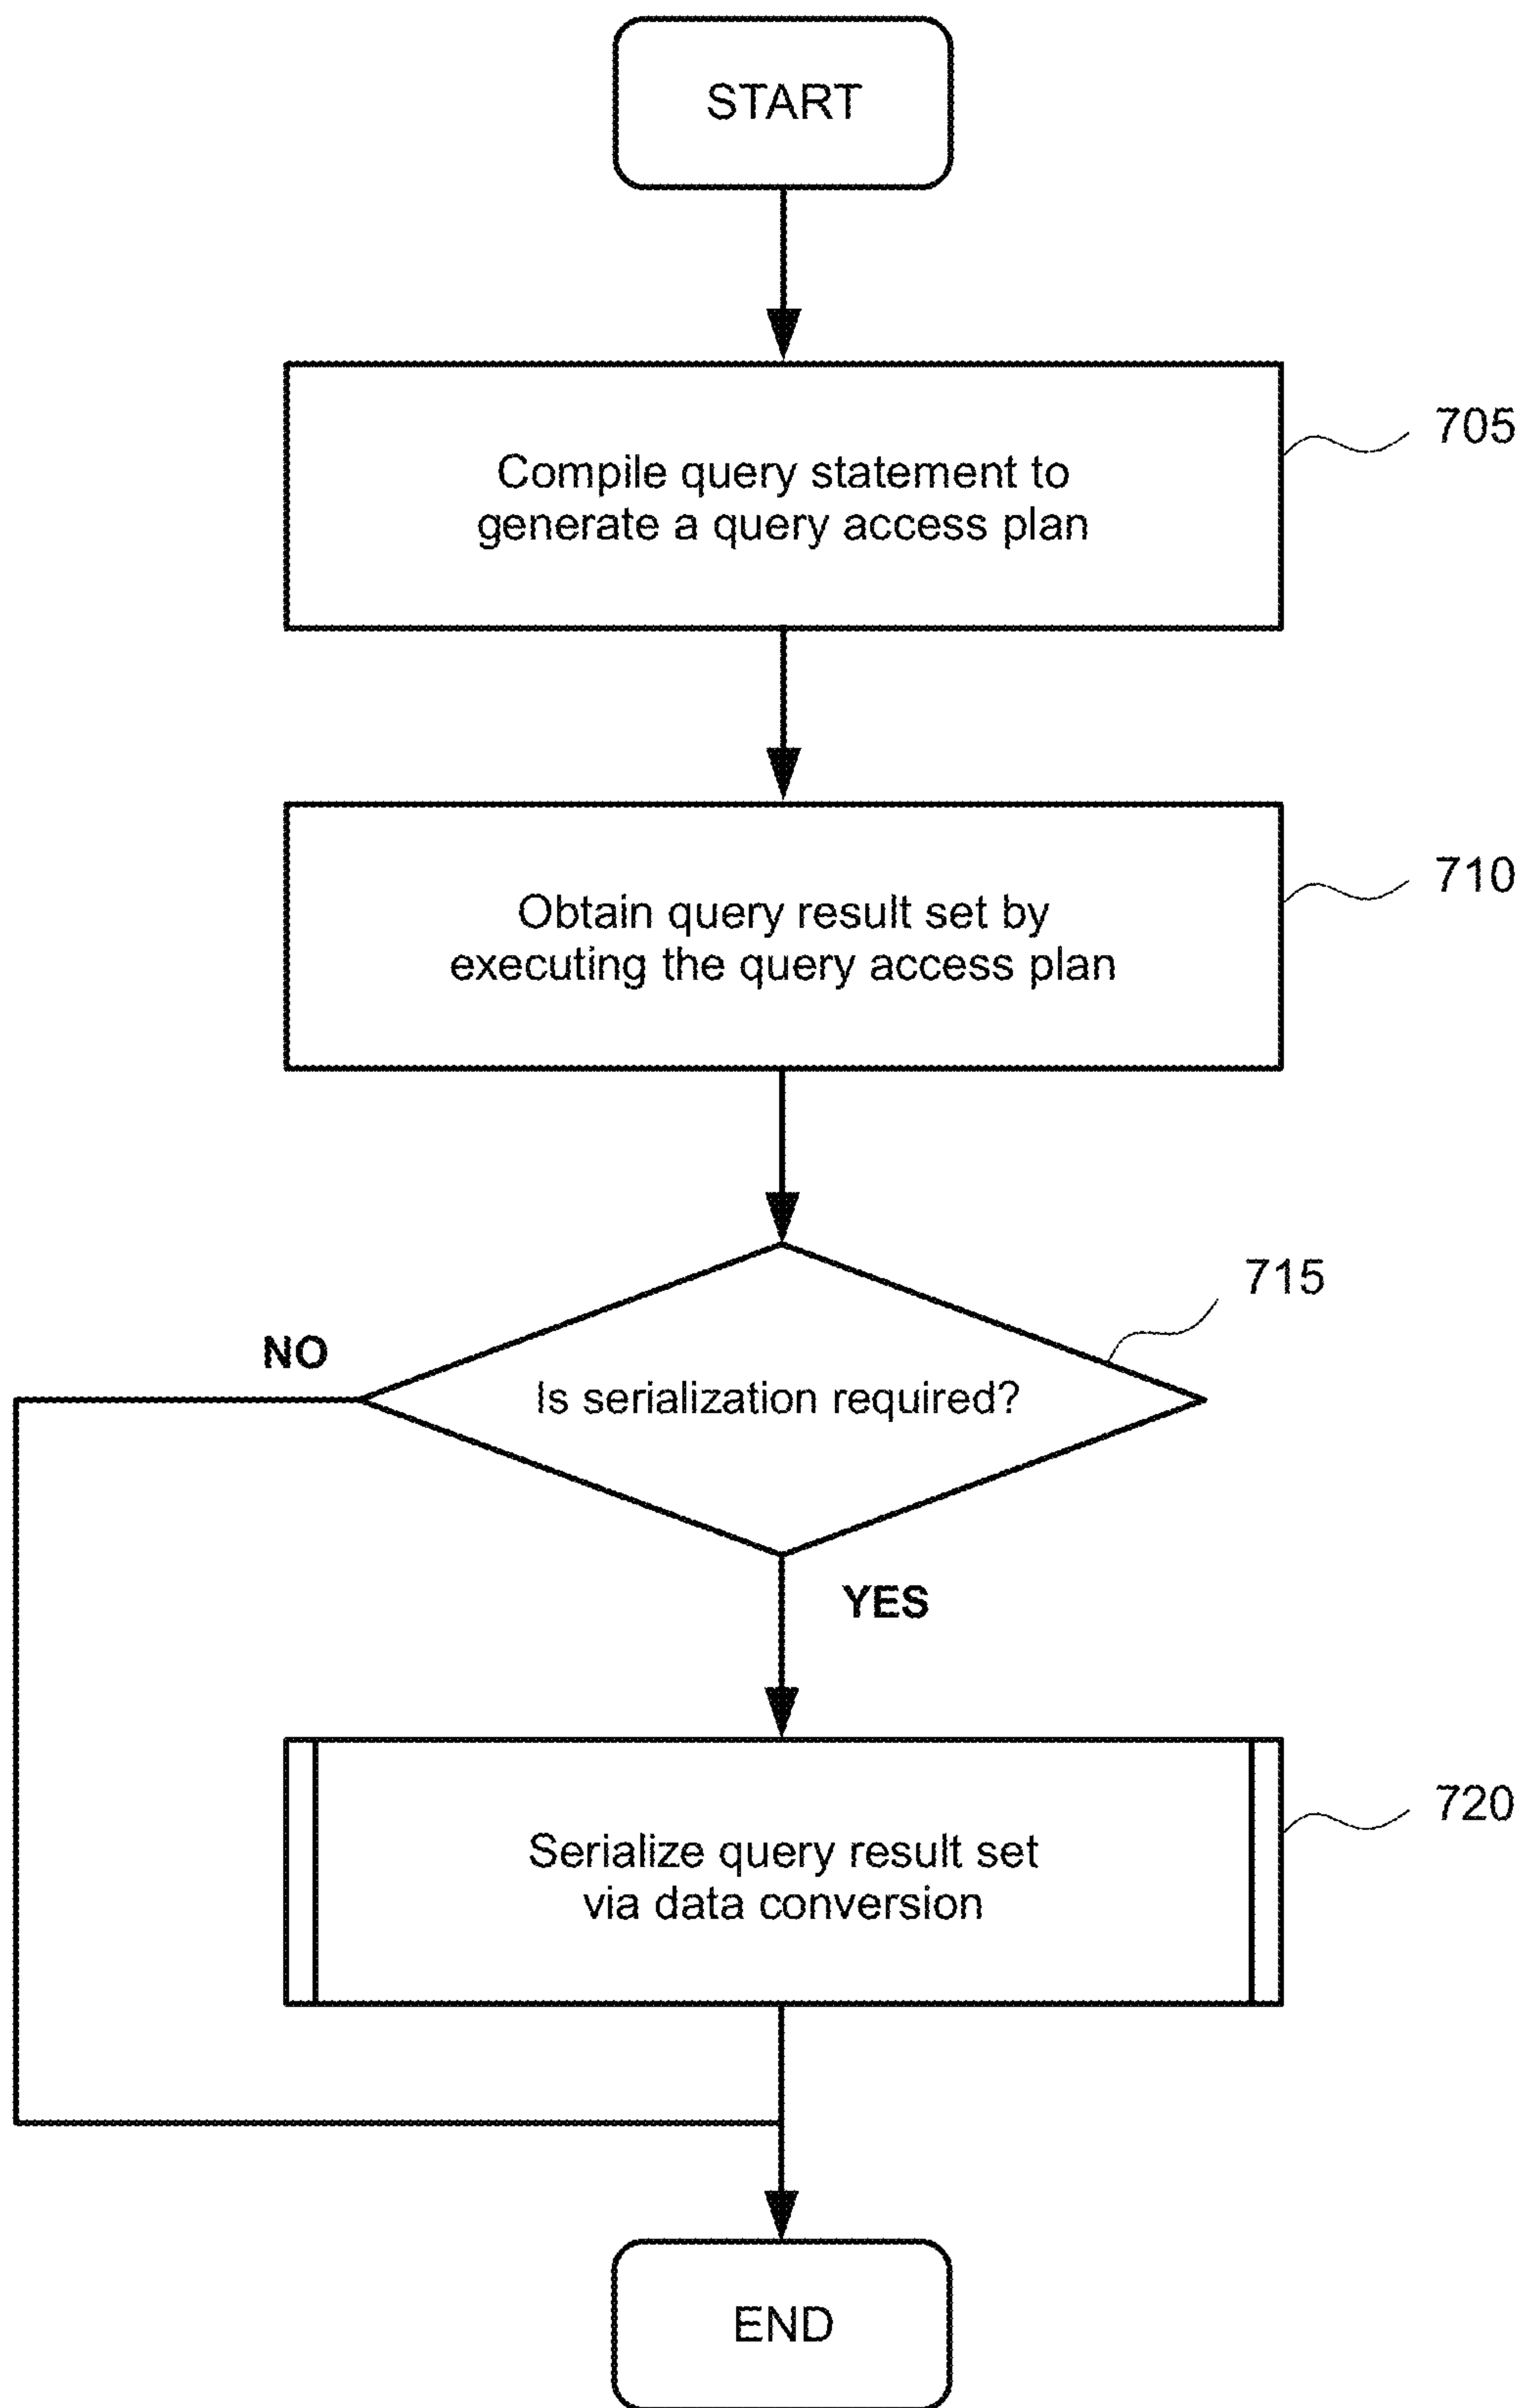 START
Compile query statement to
generate a query access plan
705
Obtain query result set by
executing the query access plan
710
715
NO
Is serialization required?
YES
Serialize query result set
via data conversion
720
END